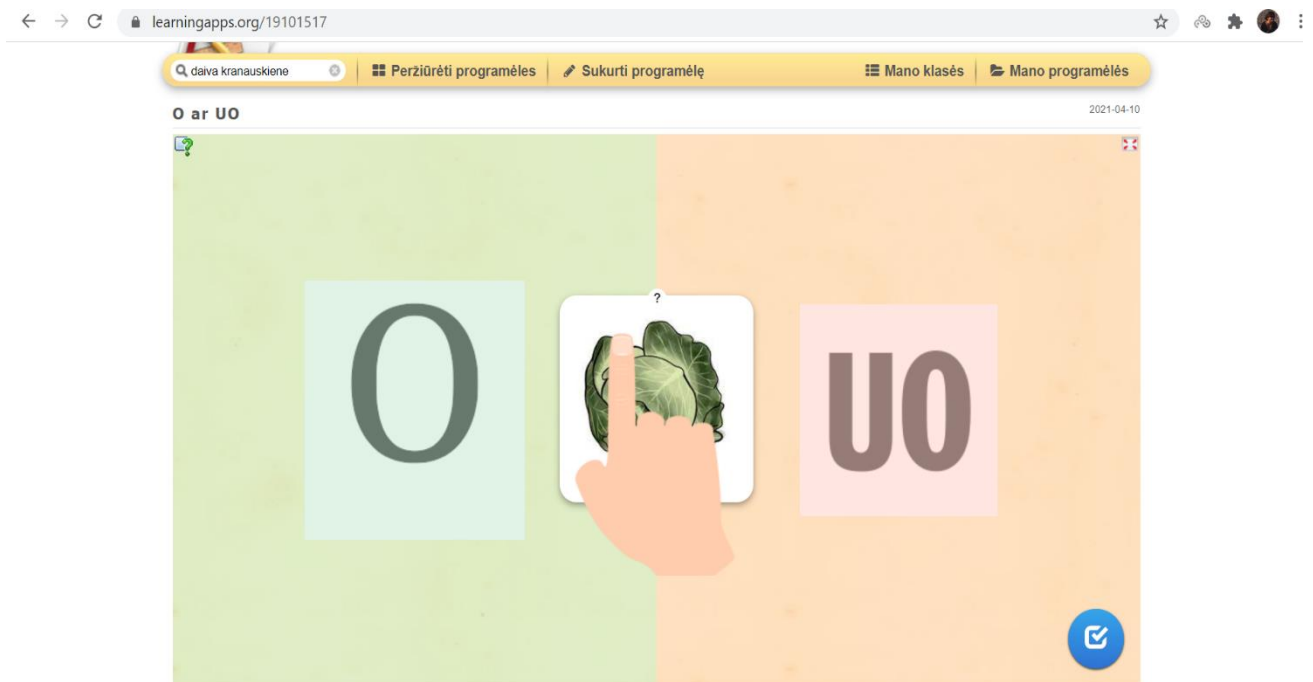 learningapps.org/19101517
daiva kranauskiene
Peržiūrėti programėles
Sukurti programėlę
Mano klasės
Mano programėlės
O ar UO
2021-04-10
?
O
UO